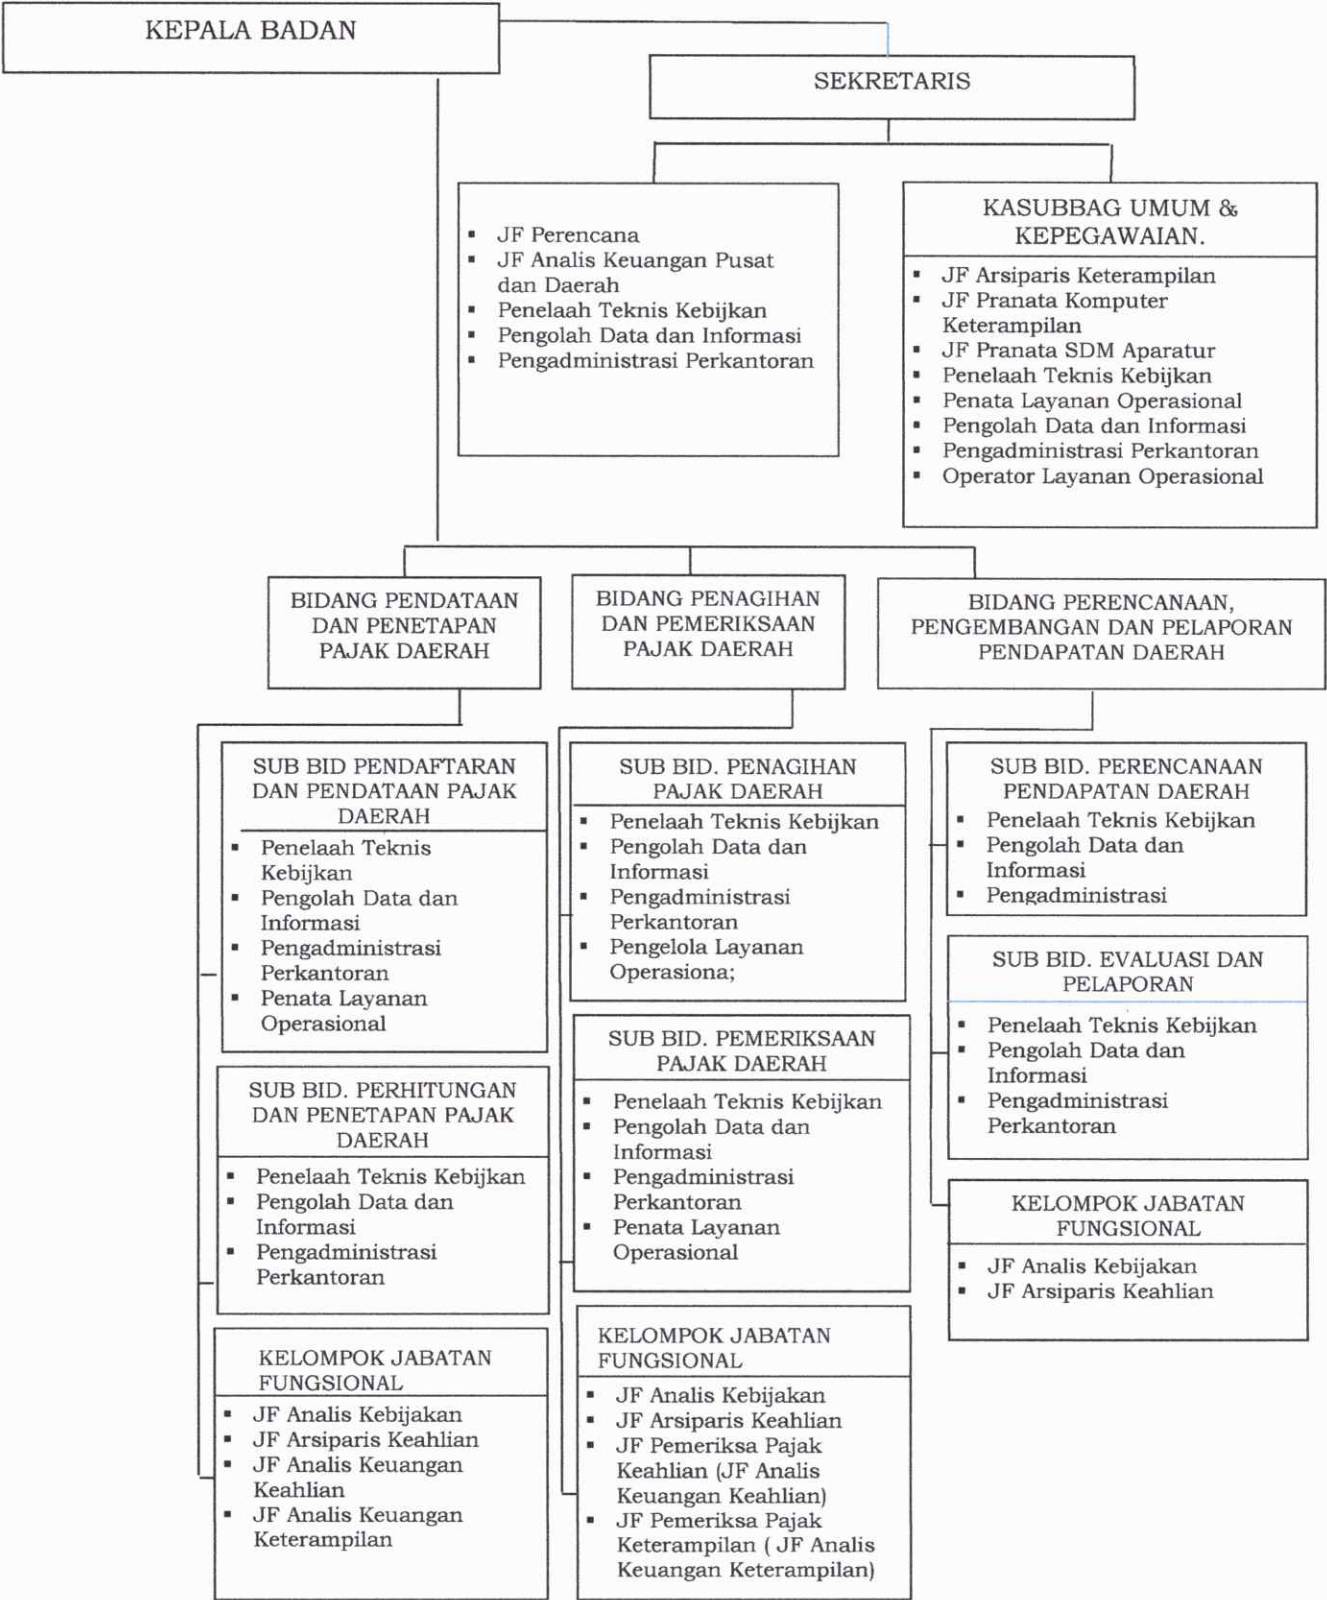 KEPALA BADAN
SEKRETARIS
▪ JF Perencana
▪ JF Analis Keuangan Pusat
dan Daerah
▪ Penelaah Teknis Kebijkan
▪ Pengolah Data dan Informasi
▪ Pengadministrasi Perkantoran
KASUBBAG UMUM &
KEPEGAWAIAN.
▪ JF Arsiparis Keterampilan
▪ JF Pranata Komputer
Keterampilan
▪ JF Pranata SDM Aparatur
▪ Penelaah Teknis Kebijkan
▪ Penata Layanan Operasional
▪ Pengolah Data dan Informasi
▪ Pengadministrasi Perkantoran
▪ Operator Layanan Operasional
BIDANG PENDATAAN
DAN PENETAPAN
PAJAK DAERAH
BIDANG PENAGIHAN
DAN PEMERIKSAAN
PAJAK DAERAH
BIDANG PERENCANAAN,
PENGEMBANGAN DAN PELAPORAN
PENDAPATAN DAERAH
SUB BID PENDAFTARAN
DAN PENDATAAN PAJAK
DAERAH
▪ Penelaah Teknis
Kebijkan
▪ Pengolah Data dan
Informasi
▪ Pengadministrasi
Perkantoran
▪ Penata Layanan
Operasional
SUB BID. PERHITUNGAN
DAN PENETAPAN PAJAK
DAERAH
▪ Penelaah Teknis Kebijkan
▪ Pengolah Data dan
Informasi
▪ Pengadministrasi
Perkantoran
KELOMPOK JABATAN
FUNGSIONAL
▪ JF Analis Kebijakan
▪ JF Arsiparis Keahlian
▪ JF Analis Keuangan
Keahlian
▪ JF Analis Keuangan
Keterampilan
SUB BID. PENAGIHAN
PAJAK DAERAH
▪ Penelaah Teknis Kebijkan
▪ Pengolah Data dan
Informasi
▪ Pengadministrasi
Perkantoran
▪ Pengelola Layanan
Operasiona;
SUB BID. PEMERIKSAAN
PAJAK DAERAH
▪ Penelaah Teknis Kebijkan
▪ Pengolah Data dan
Informasi
▪ Pengadministrasi
Perkantoran
▪ Penata Layanan
Operasional
KELOMPOK JABATAN
FUNGSIONAL
▪ JF Analis Kebijakan
▪ JF Arsiparis Keahlian
▪ JF Pemeriksa Pajak
Keahlian (JF Analis
Keuangan Keahlian)
▪ JF Pemeriksa Pajak
Keterampilan ( JF Analis
Keuangan Keterampilan)
SUB BID. PERENCANAAN
PENDAPATAN DAERAH
▪ Penelaah Teknis Kebijkan
▪ Pengolah Data dan
Informasi
▪ Pengadministrasi
SUB BID. EVALUASI DAN
PELAPORAN
▪ Penelaah Teknis Kebijkan
▪ Pengolah Data dan
Informasi
▪ Pengadministrasi
Perkantoran
KELOMPOK JABATAN
FUNGSIONAL
▪ JF Analis Kebijakan
▪ JF Arsiparis Keahlian